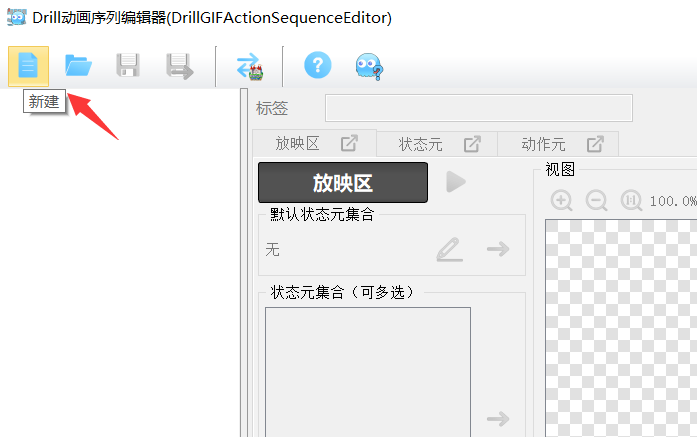 Drill动画序列编辑器(DrillGIFActionSequenceEditor)
新建
标签
放映区
状态元
动作元
放映区
视图
100.0%
默认状态元集合
无
状态元集合（可多选）